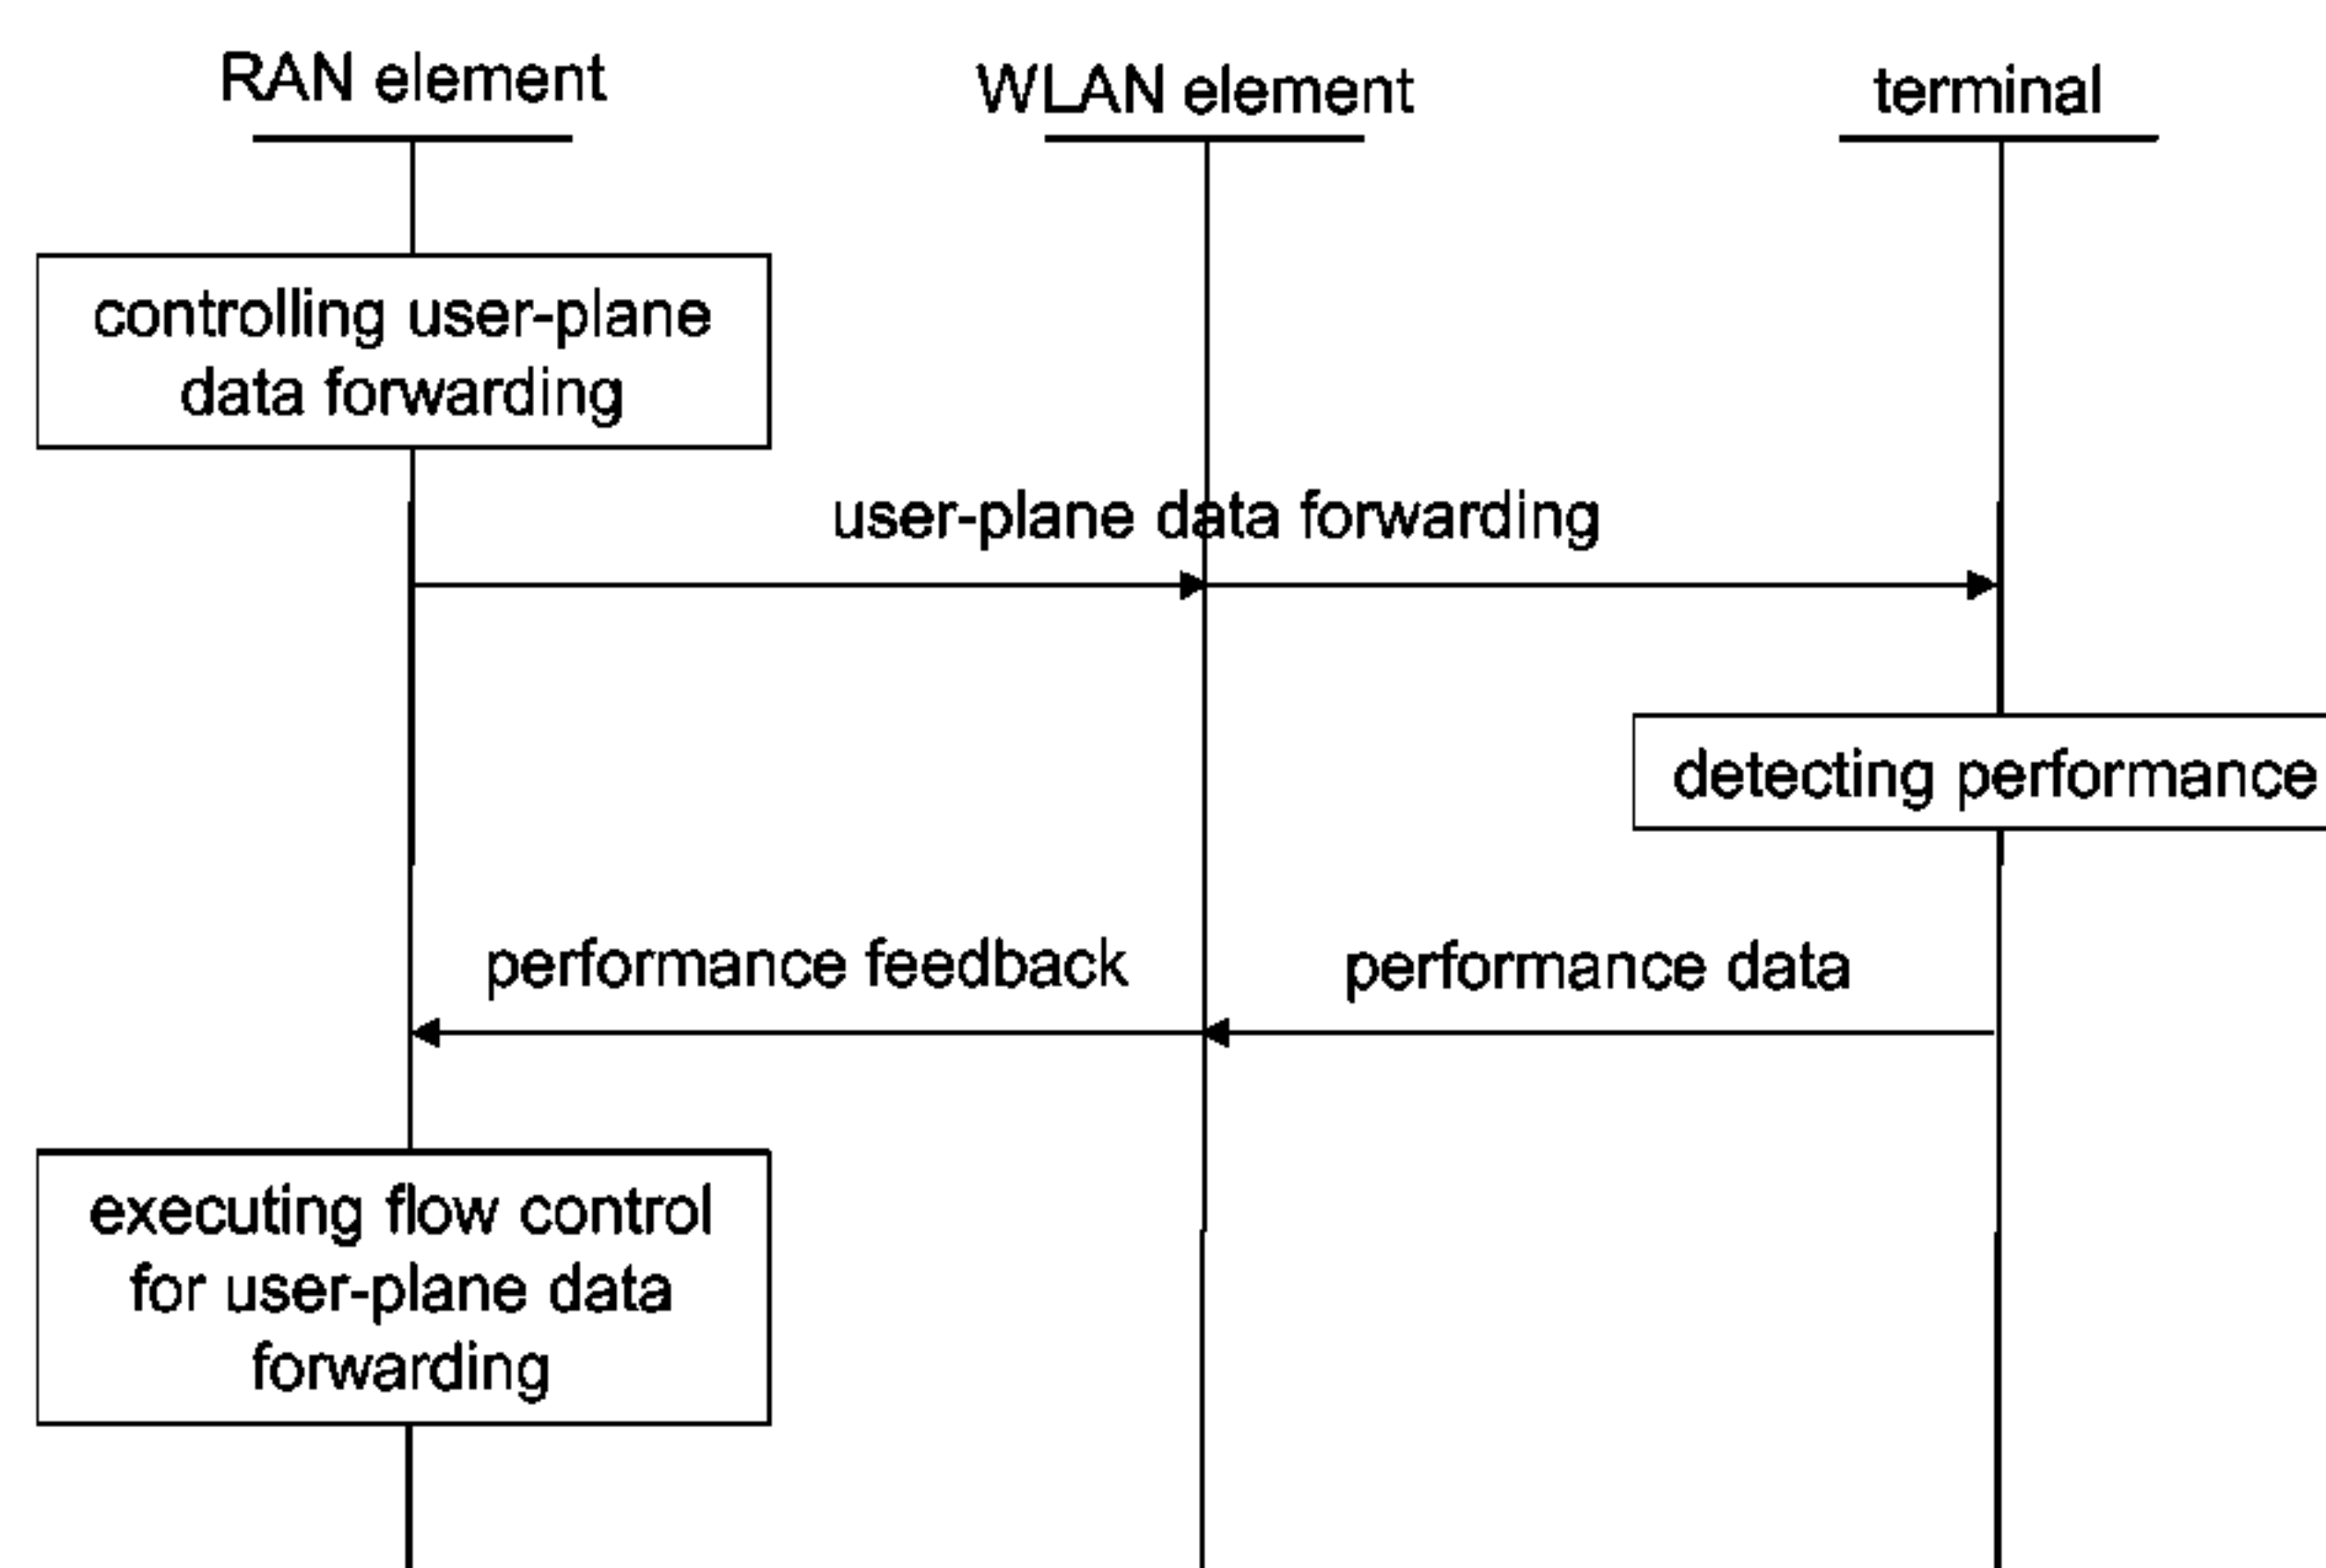 RAN element
WLAN element
terminal
controlling user-plane
data forwarding
user-plane data forwarding
detecting performance
performance feedback
performance data
executing flow control
for user-plane data
forwarding